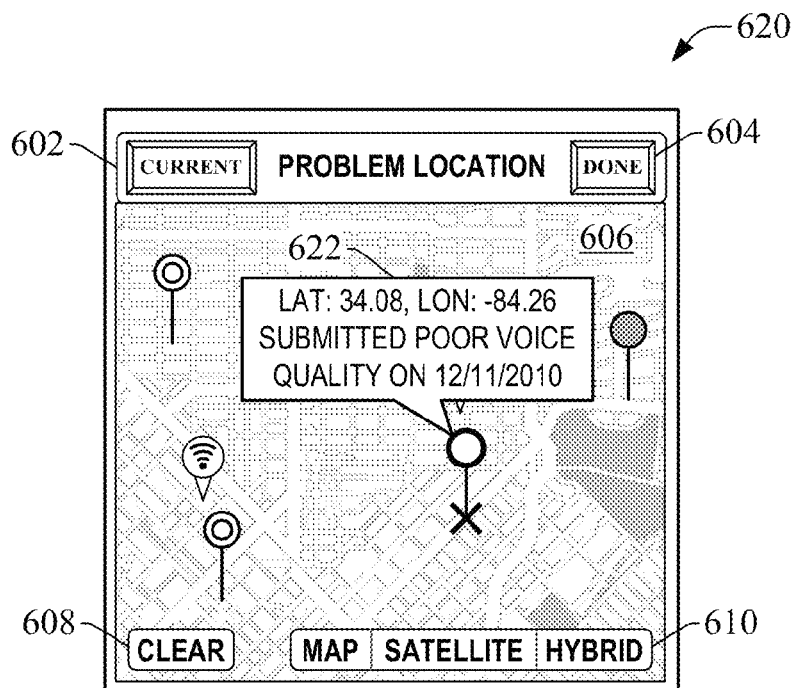 620
602
604
CURRENT PROBLEM LOCATION DONE
606
622
LAT: 34.08, LON: -84.26
SUBMITTED POOR VOICE
QUALITY ON 12/11/2010
608
610
CLEAR MAP SATELLITE HYBRID